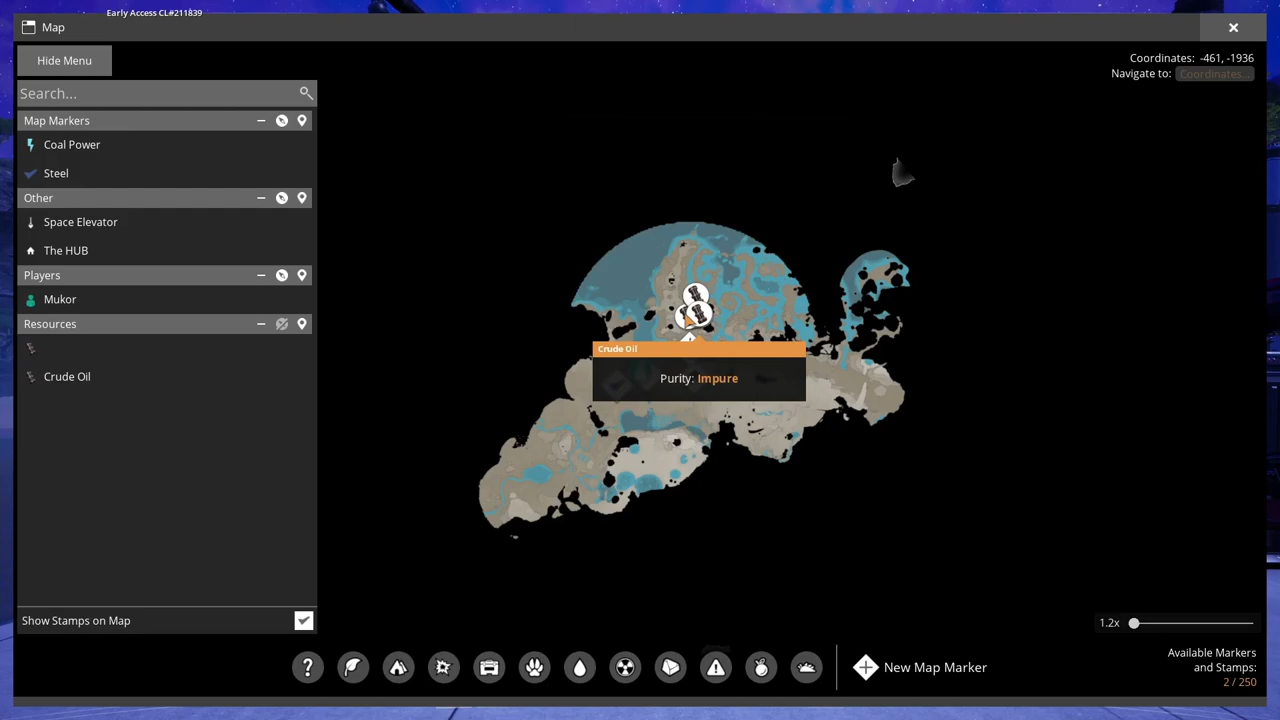 Early Access CL#211839
Map
Hide Menu
Coordinates: -461, -1936
Navigate to: Coordinates...
Search...
Map Markers
Coal Power
Steel
Other
Space Elevator
The HUB
Players
Mukor
Resources
Crude Oil
Crude Oil
Purity: Impure
Show Stamps on Map
1.2x
New Map Marker
Available Markers
and Stamps:
2 / 250